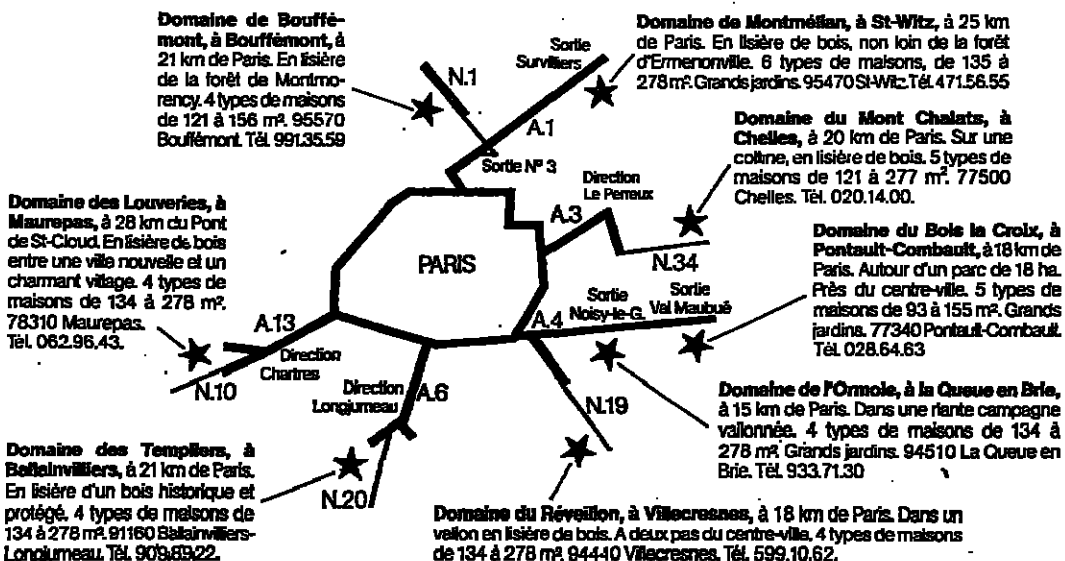 Domaine de Bouffé-
mont, à Bouffémont, à
21 km de Paris. En lisière
de la forêt de Montmo-
rency. 4 types de maisons
de 121 à 156 m². 95570
Bouffémont. Tél. 991.35.59
Domaine de Montmélian, à St-Witz, à 25 km
de Paris. En lisière de bois, non loin de la forêt
d'Ermenonville. 6 types de maisons, de 135 à
278 m². Grands jardins. 95470 St-Witz. Tél. 471.56.55
Sortie
Survilliers
N.1
A.1
Sortie N° 3
Domaine du Mont Chalats, à
Chelles, à 20 km de Paris. Sur une
colline, en lisière de bois. 5 types de
maisons de 121 à 277 m². 77500
Chelles. Tél. 020.14.00.
Direction
Le Perreux
A.3
N.34
Domaine des Louveries, à
Maurepas, à 28 km du Pont
de St-Cloud. En lisière de bois
entre une ville nouvelle et un
charmant village. 4 types de
maisons de 134 à 278 m².
78310 Maurepas.
Tél. 062.96.43.
PARIS
Domaine du Bois la Croix, à
Pontault-Combault, à 18 km de
Paris. Autour d'un parc de 18 ha.
Près du centre-ville. 5 types de
maisons de 93 à 155 m². Grands
jardins. 77340 Pontault-Combault.
Tél. 028.64.63
Sortie
Noisy-le-G.
Sortie
Val Maubué
A.4
A.13
Direction
Chartres
N.10
Direction
Longjumeau
A.6
N.19
N.20
Domaine de l'Ormoie, à la Queue en Brie,
à 15 km de Paris. Dans une riante campagne
vallonnée. 4 types de maisons de 134 à
278 m². Grands jardins. 94510 La Queue en
Brie. Tél. 933.71.30
Domaine des Templiers, à
Ballainvilliers, à 21 km de Paris.
En lisière d'un bois historique et
protégé. 4 types de maisons de
134 à 278 m². 91160 Ballainvilliers-
Longjumeau. Tél. 909.89.22.
Domaine du Réveillon, à Villecresnes, à 18 km de Paris. Dans un
vallon en lisière de bois. A deux pas du centre-ville. 4 types de maisons
de 134 à 278 m². 94440 Villecresnes. Tél. 599.10.62.